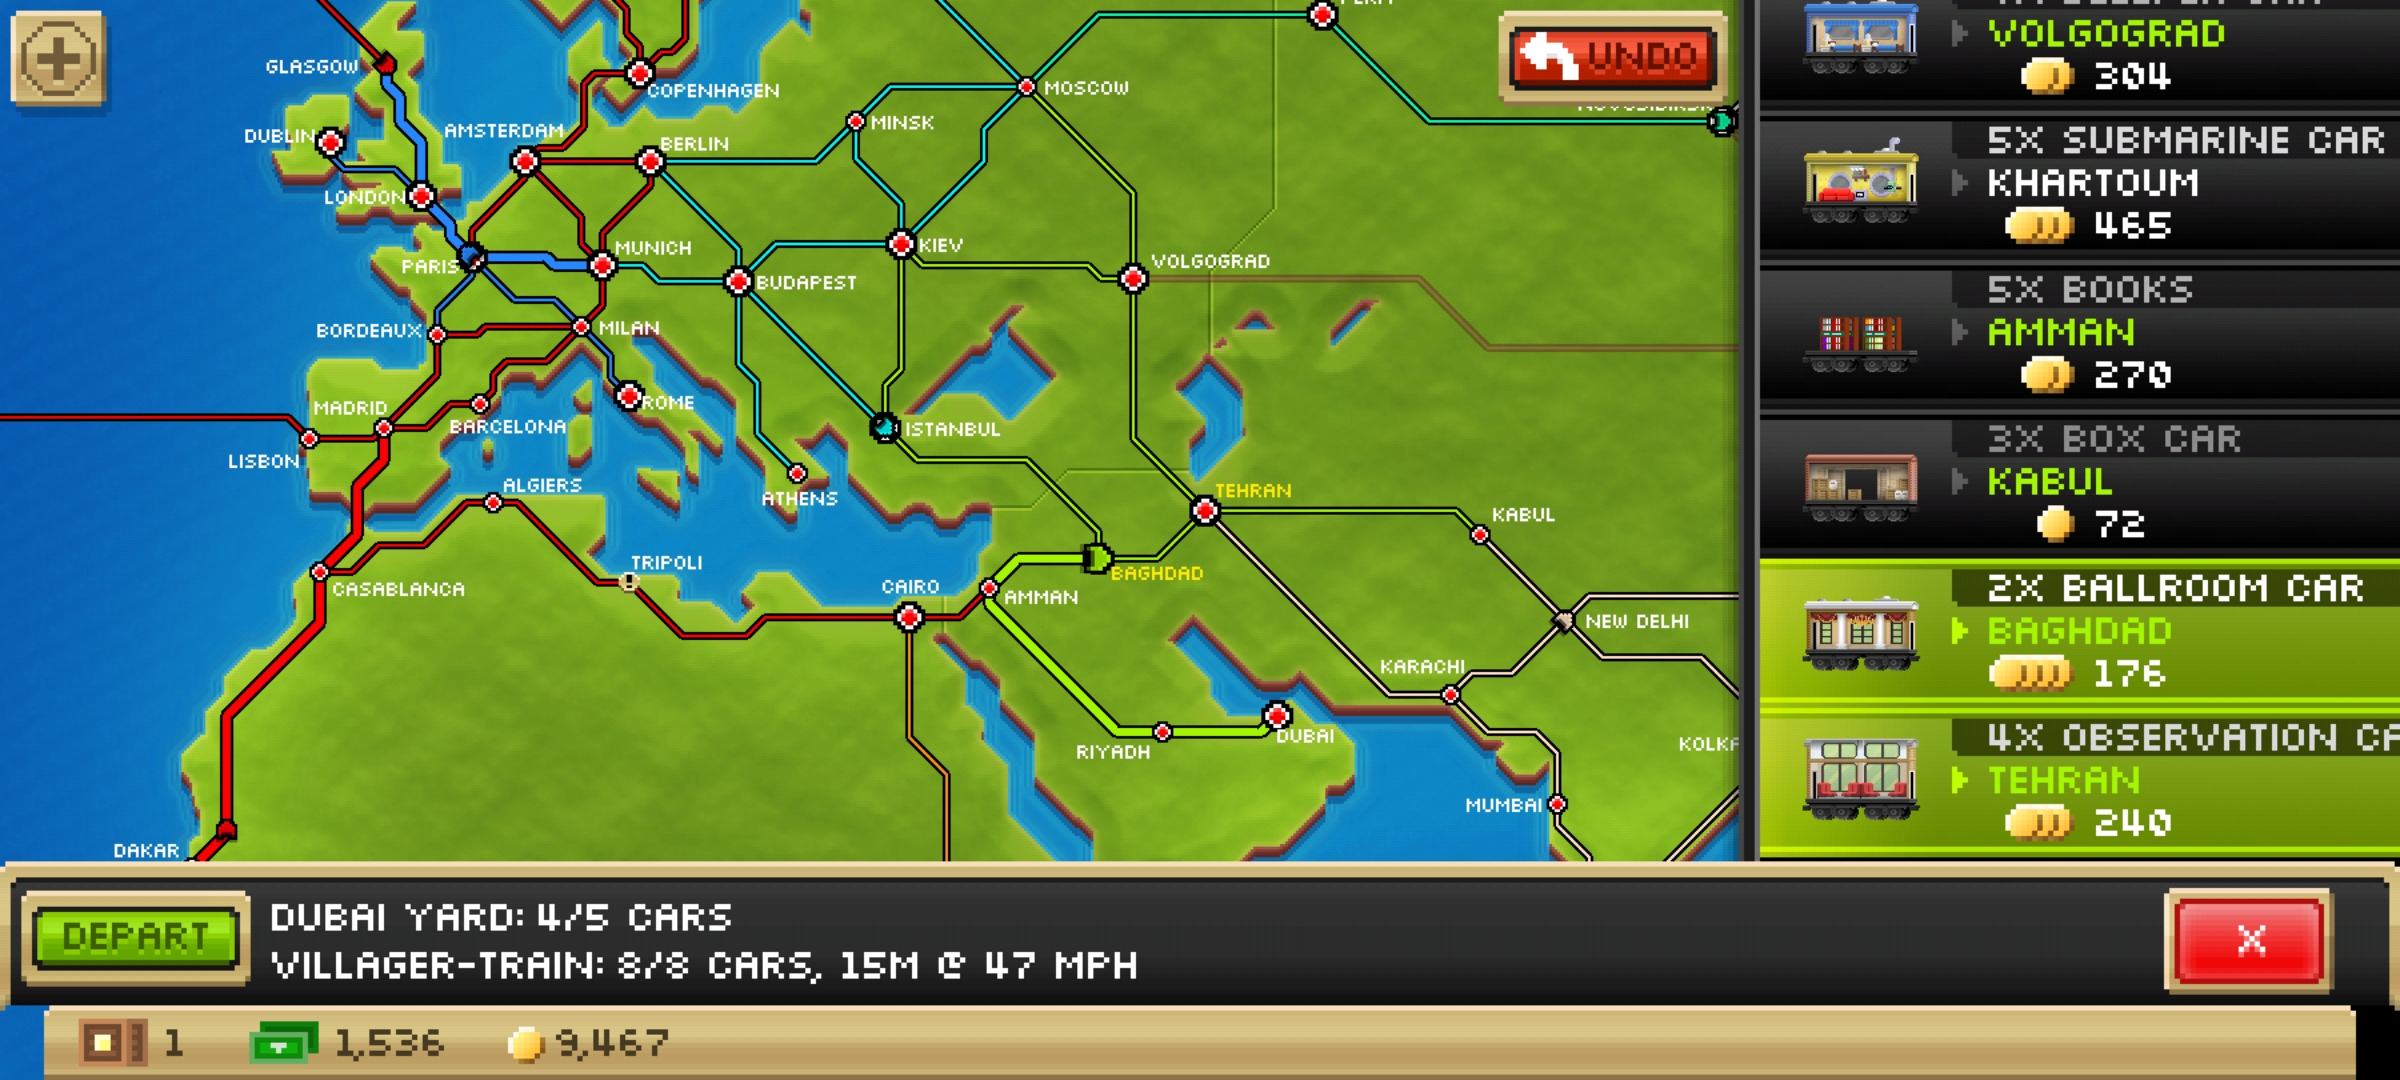 GLASGOW
DUBLIN
LONDON
AMSTERDAM
COPENHAGEN
BERLIN
MINSK
MOSCOW
PARIS
MUNICH
BUDAPEST
KIEV
VOLGOGRAD
BORDEAUX
MILAN
ROME
MADRID
BARCELONA
LISBON
ISTANBUL
ATHENS
ALGIERS
TRIPOLI
CASABLANCA
CAIRO
AMMAN
BAGHDAD
TEHRAN
KABUL
NEW DELHI
KARACHI
RIYADH
DUBAI
MUMBAI
DAKAR
UNDO
VOLGOGRAD
304
5X SUBMARINE CAR
KHARTOUM
465
5X BOOKS
AMMAN
270
3X BOX CAR
KABUL
72
2X BALLROOM CAR
BAGHDAD
176
4X OBSERVATION CA
TEHRAN
240
DEPART
DUBAI YARD: 4/5 CARS
VILLAGER-TRAIN: 8/8 CARS, 15M @ 47 MPH
X
1
1,536
9,467